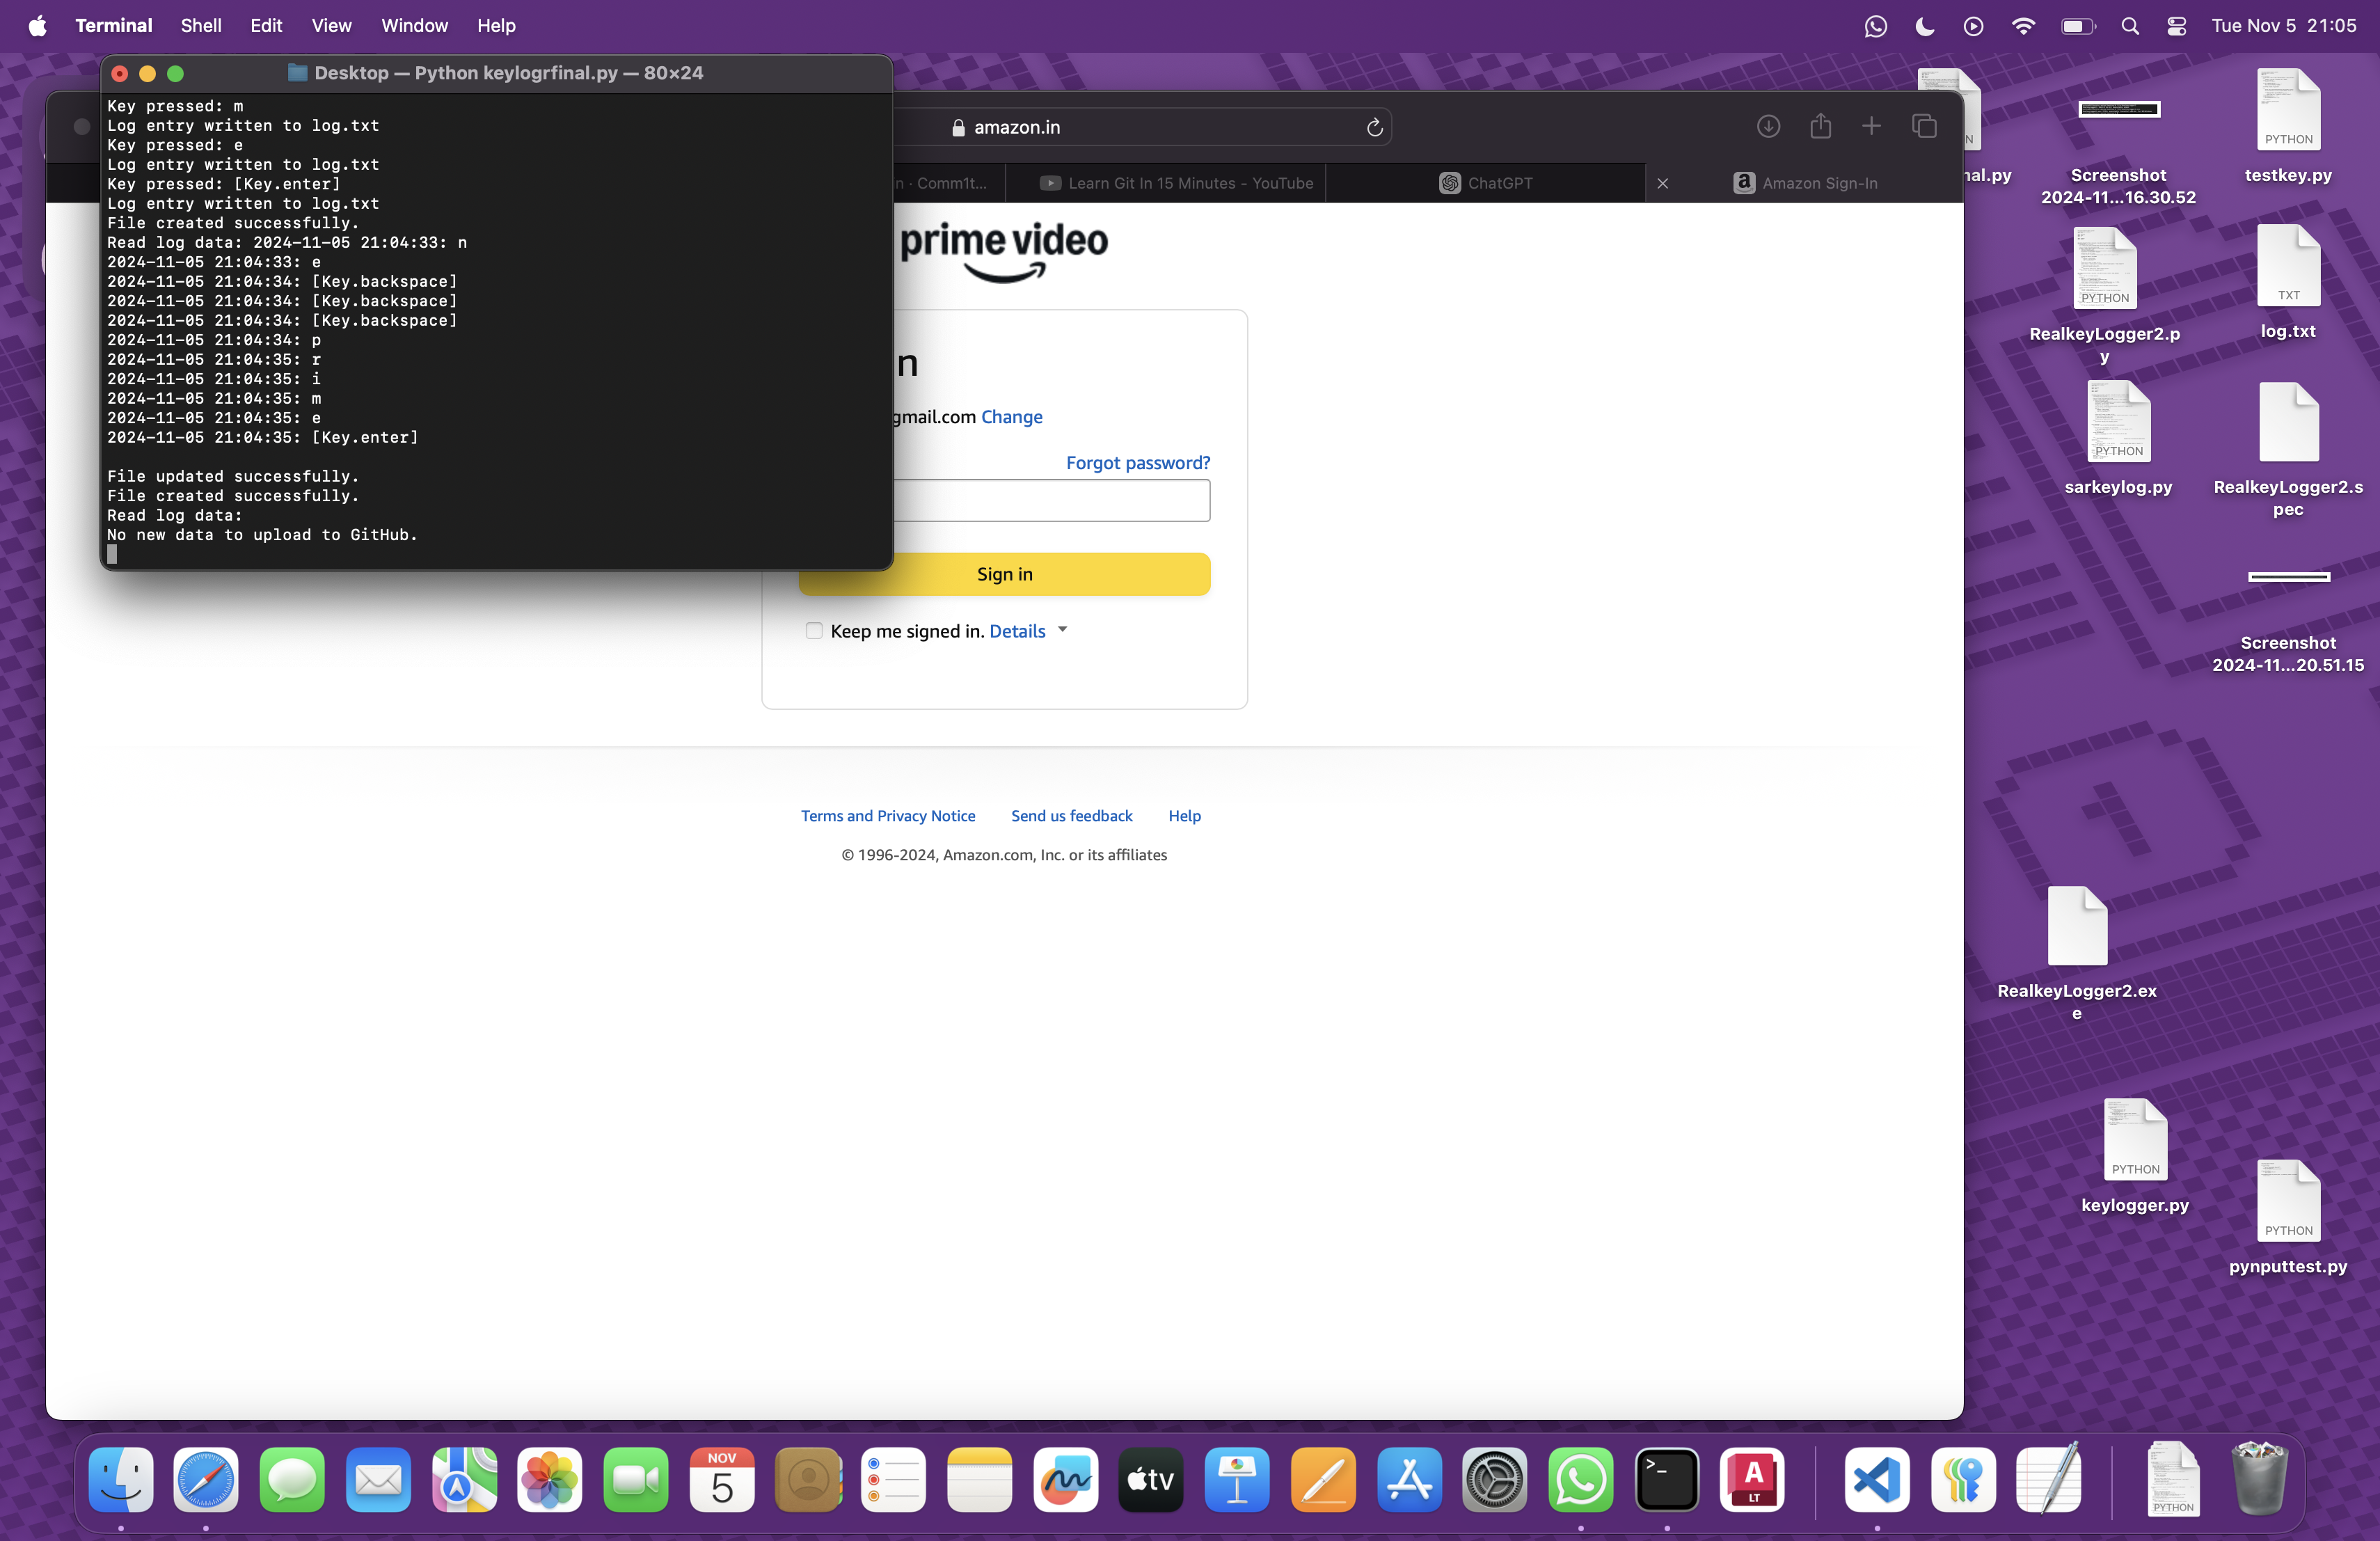 Terminal Shell Edit View Window Help
Tue Nov 5 21:05
Desktop — Python keylogrfinal.py — 80×24
Key pressed: m
Log entry written to log.txt
Key pressed: e
Log entry written to log.txt
Key pressed: [Key.enter]
Log entry written to log.txt
File created successfully.
Read log data: 2024-11-05 21:04:33: n
2024-11-05 21:04:33: e
2024-11-05 21:04:34: [Key.backspace]
2024-11-05 21:04:34: [Key.backspace]
2024-11-05 21:04:34: [Key.backspace]
2024-11-05 21:04:34: p
2024-11-05 21:04:35: r
2024-11-05 21:04:35: i
2024-11-05 21:04:35: m
2024-11-05 21:04:35: e
2024-11-05 21:04:35: [Key.enter]
File updated successfully.
File created successfully.
Read log data:
No new data to upload to GitHub.
amazon.in
n · Comm1t...
Learn Git In 15 Minutes - YouTube
ChatGPT
Amazon Sign-In
prime video
n
gmail.com Change
Forgot password?
Sign in
Keep me signed in. Details
Terms and Privacy Notice
Send us feedback
Help
© 1996-2024, Amazon.com, Inc. or its affiliates
N
nal.py
Screenshot
2024-11...16.30.52
PYTHON
testkey.py
PYTHON
RealkeyLogger2.p
y
TXT
log.txt
PYTHON
sarkeylog.py
RealkeyLogger2.s
pec
Screenshot
2024-11...20.51.15
RealkeyLogger2.ex
e
PYTHON
keylogger.py
PYTHON
pynputtest.py
NOV
5
tv
>_
A
LT
PYTHON